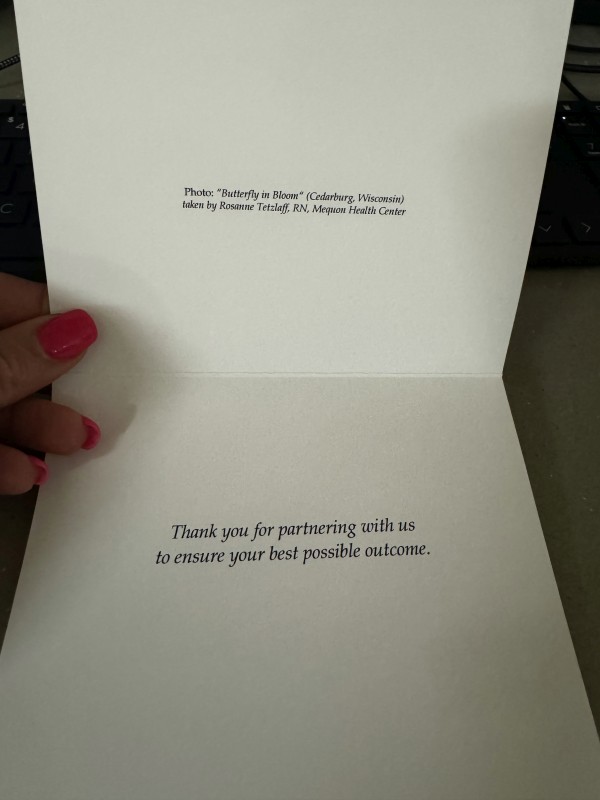 Photo: "Butterfly in Bloom" (Cedarburg, Wisconsin)
taken by Rosanne Tetzlaff, RN, Mequon Health Center
Thank you for partnering with us
to ensure your best possible outcome.